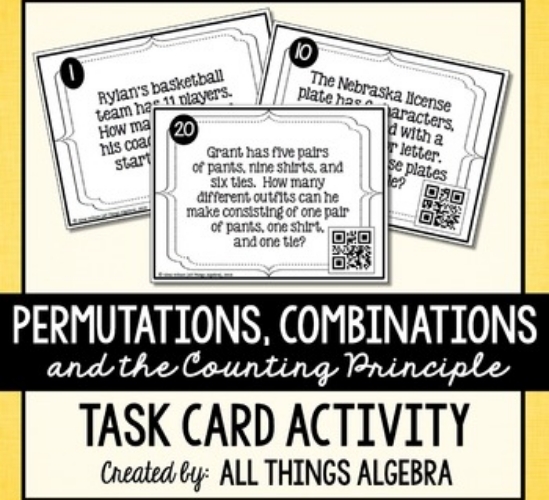 1
Rylan's basketball
team has 11 players.
How
his coa
start
10
The Nebraska license
plate has characters,
d with a
r letter.
se plates
e?
20
Grant has five pairs
of pants, nine shirts, and
six ties. How many
different outfits can he
make consisting of one pair
of pants, one shirt,
and one tie?
PERMUTATIONS, COMBINATIONS
and the Counting Principle
TASK CARD ACTIVITY
Created by: ALL THINGS ALGEBRA